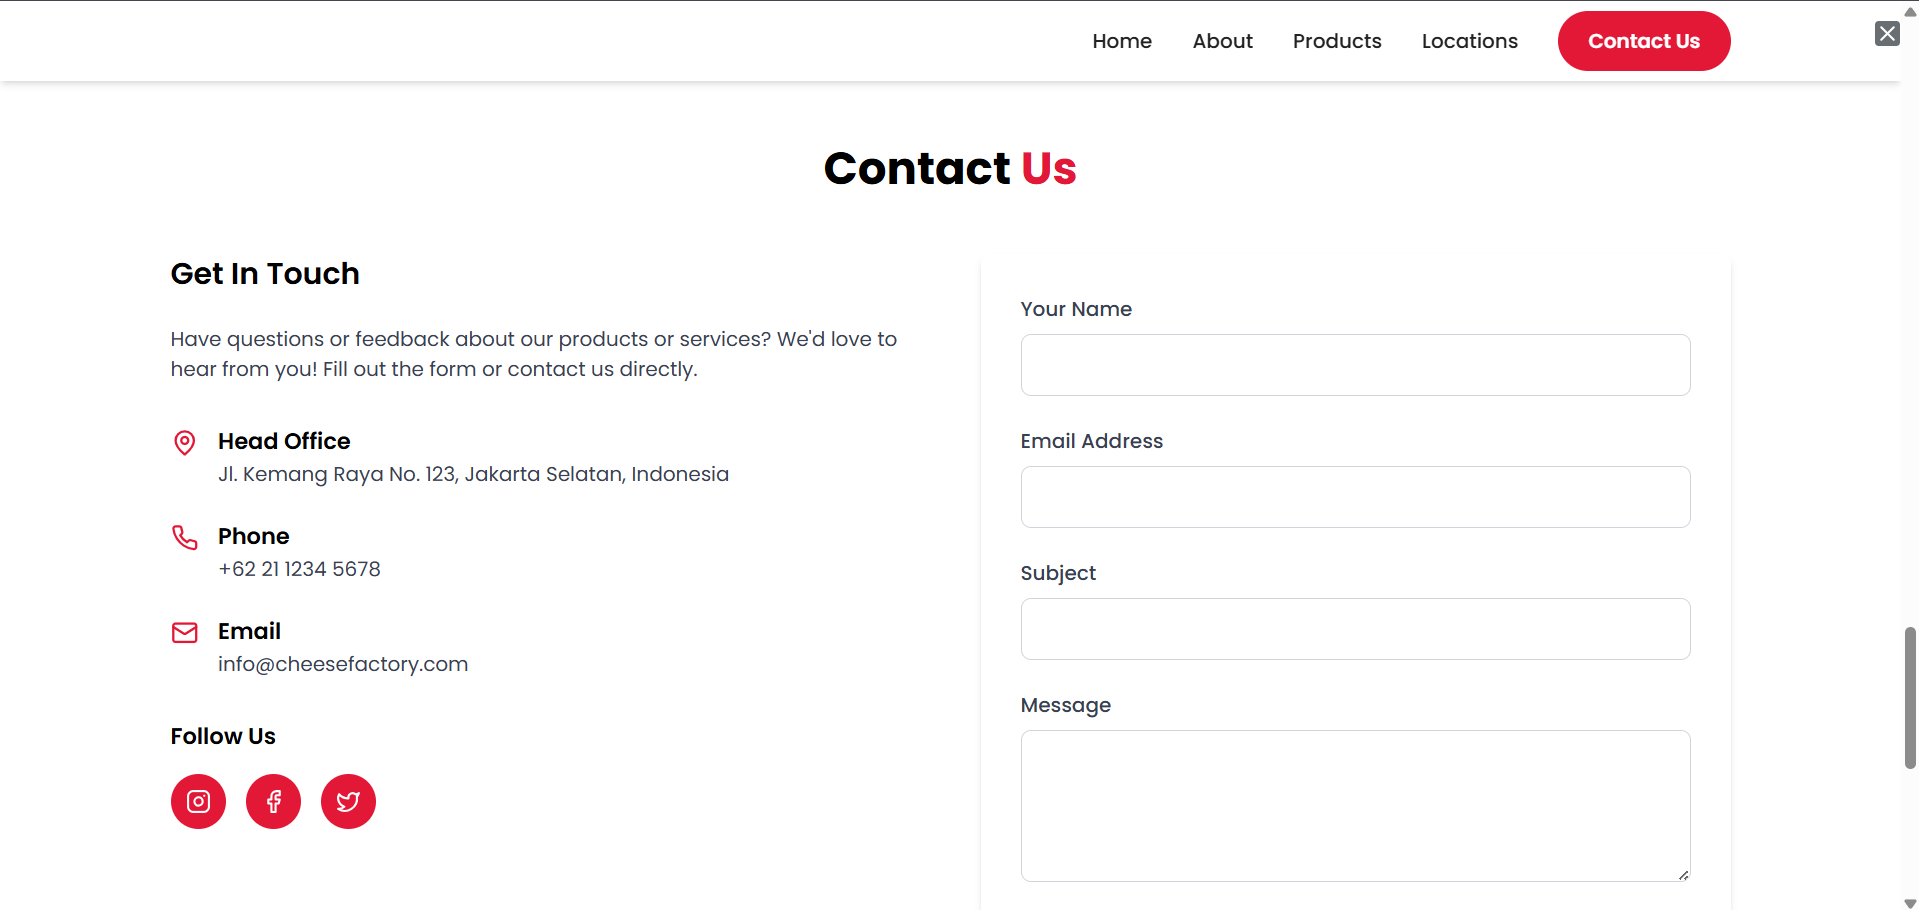 Home About Products Locations Contact Us
Contact Us
Get In Touch
Have questions or feedback about our products or services? We'd love to
hear from you! Fill out the form or contact us directly.
Head Office
Jl. Kemang Raya No. 123, Jakarta Selatan, Indonesia
Phone
+62 21 1234 5678
Email
info@cheesefactory.com
Follow Us
Your Name
Email Address
Subject
Message